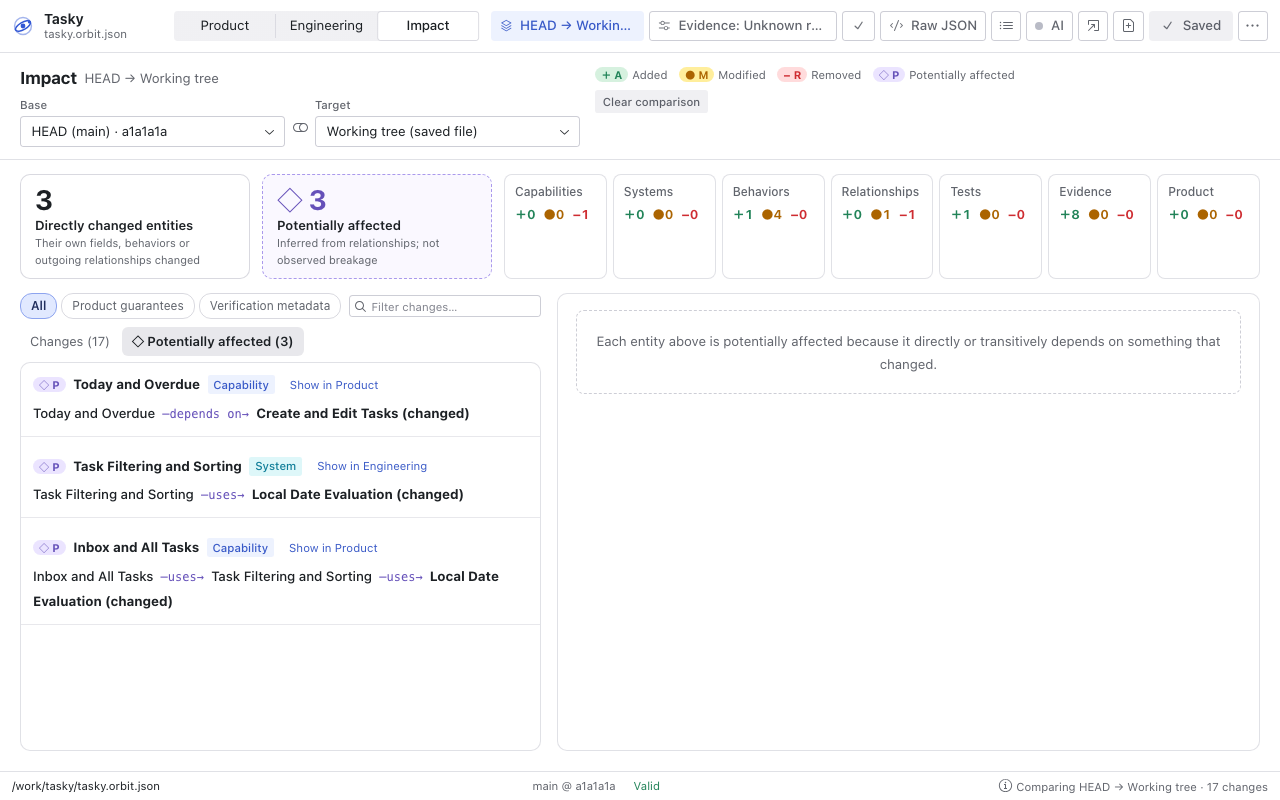 Tasky
tasky.orbit.json
Product
Engineering
Impact
HEAD → Workin...
Evidence: Unknown r...
Raw JSON
AI
Saved
Impact HEAD → Working tree
+ A Added
M Modified
− R Removed
P Potentially affected
Clear comparison
Base
Target
HEAD (main) · a1a1a1a
Working tree (saved file)
3
Directly changed entities
Their own fields, behaviors or
outgoing relationships changed
3
Potentially affected
Inferred from relationships; not
observed breakage
Capabilities
+0 ●0 −1
Systems
+0 ●0 −0
Behaviors
+1 ●4 −0
Relationships
+0 ●1 −1
Tests
+1 ●0 −0
Evidence
+8 ●0 −0
Product
+0 ●0 −0
All
Product guarantees
Verification metadata
Filter changes...
Changes (17)
Potentially affected (3)
P Today and Overdue Capability Show in Product
Today and Overdue —depends on→ Create and Edit Tasks (changed)
P Task Filtering and Sorting System Show in Engineering
Task Filtering and Sorting —uses→ Local Date Evaluation (changed)
P Inbox and All Tasks Capability Show in Product
Inbox and All Tasks —uses→ Task Filtering and Sorting —uses→ Local Date
Evaluation (changed)
Each entity above is potentially affected because it directly or transitively depends on something that
changed.
/work/tasky/tasky.orbit.json
main @ a1a1a1a
Valid
Comparing HEAD → Working tree · 17 changes